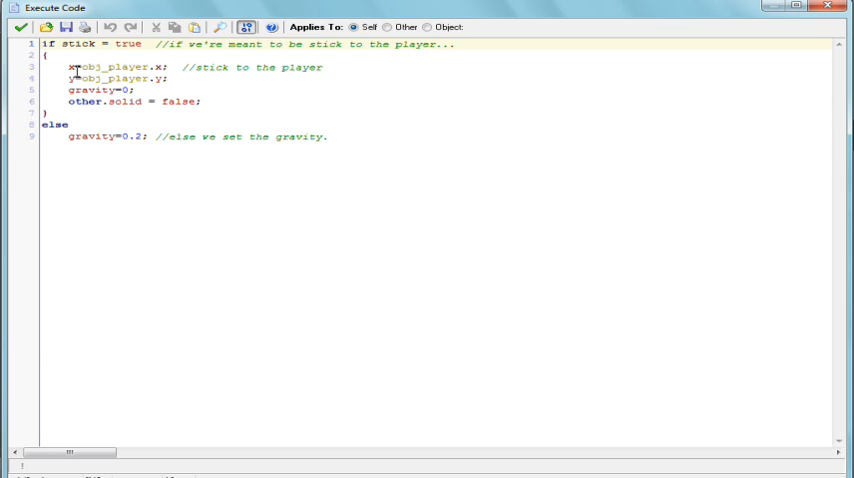 Execute Code
Applies To: Self Other Object:
1 if stick = true //if we're meant to be stick to the player...
2 {
3 x=obj_player.x; //stick to the player
4 y=obj_player.y;
5 gravity=0;
6 other.solid = false;
7 }
8 else
9 gravity=0.2; //else we set the gravity.